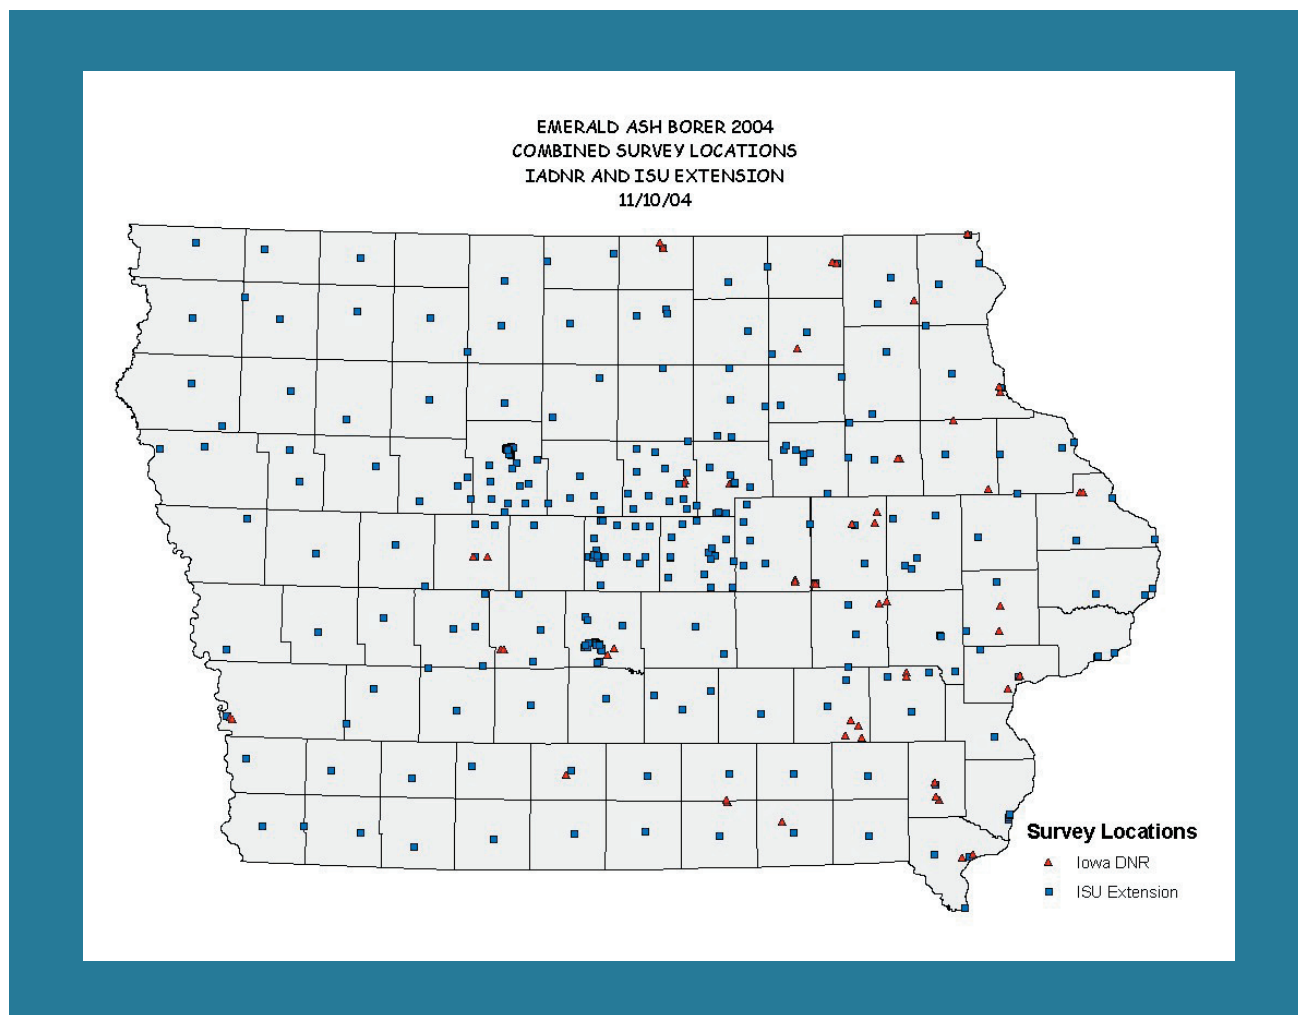 EMERALD ASH BORER 2004
COMBINED SURVEY LOCATIONS
IADNR AND ISU EXTENSION
11/10/04
Survey Locations
Iowa DNR
ISU Extension